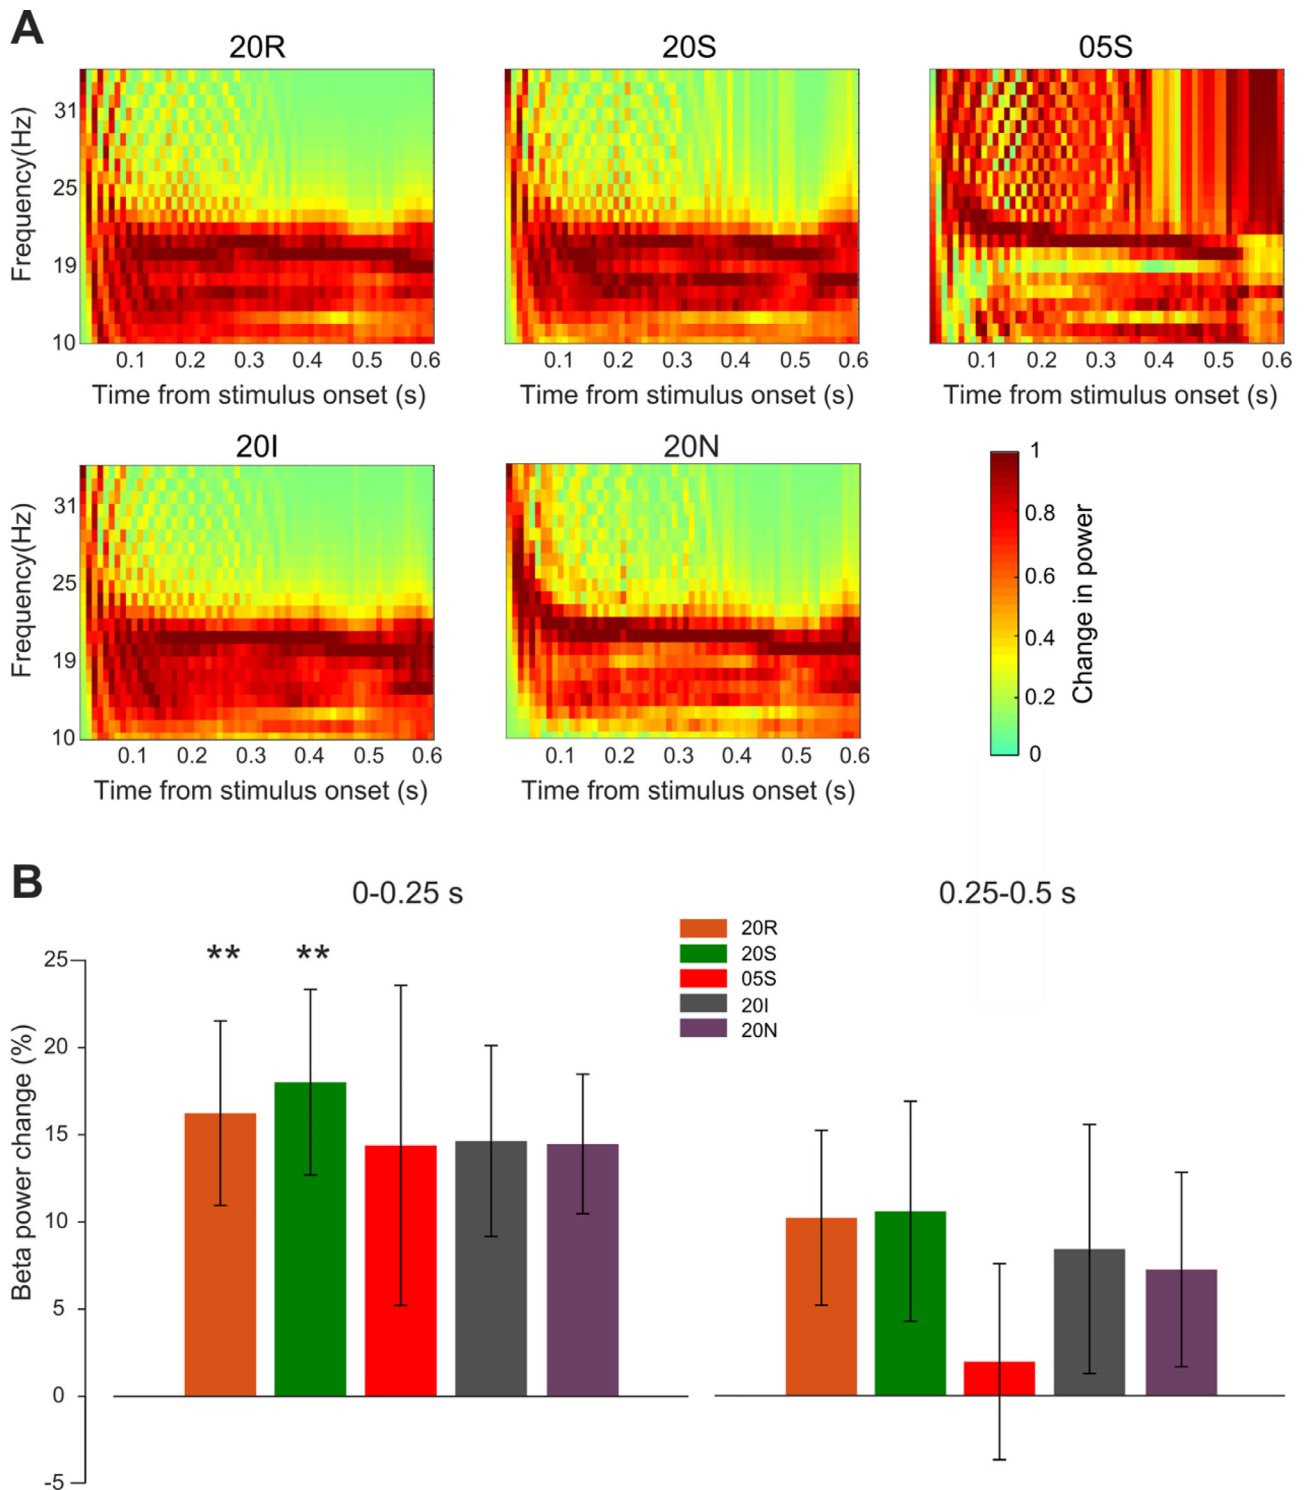 A
20R 20S 05S
Frequency(Hz)
31
25
19
10
0.1 0.2 0.3 0.4 0.5 0.6
0.1 0.2 0.3 0.4 0.5 0.6
0.1 0.2 0.3 0.4 0.5 0.6
Time from stimulus onset (s)
Time from stimulus onset (s)
Time from stimulus onset (s)
20I 20N
Frequency(Hz)
31
25
19
10
0.1 0.2 0.3 0.4 0.5 0.6
0.1 0.2 0.3 0.4 0.5 0.6
Time from stimulus onset (s)
Time from stimulus onset (s)
1
0.8
0.6
0.4
0.2
0
Change in power
B
0-0.25 s
0.25-0.5 s
20R
20S
05S
20I
20N
** **
Beta power change (%)
25
20
15
10
5
0
-5